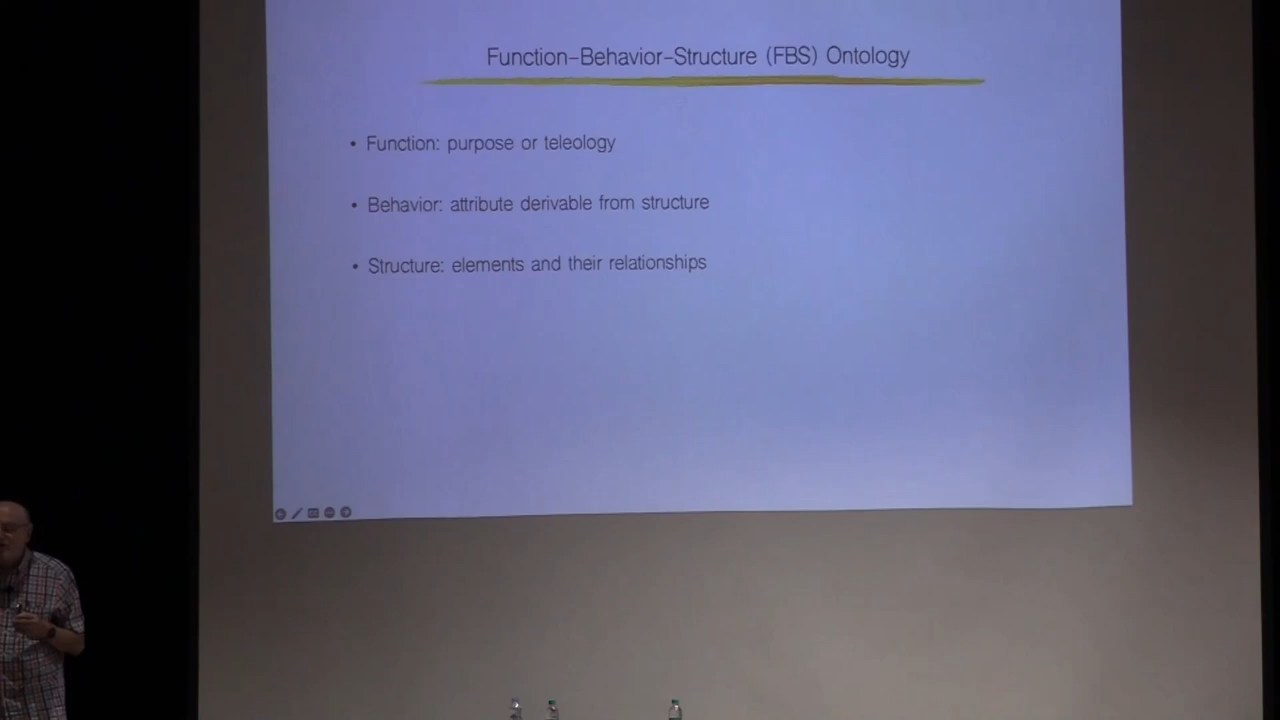 Function-Behavior-Structure (FBS) Ontology
• Function: purpose or teleology
• Behavior: attribute derivable from structure
• Structure: elements and their relationships